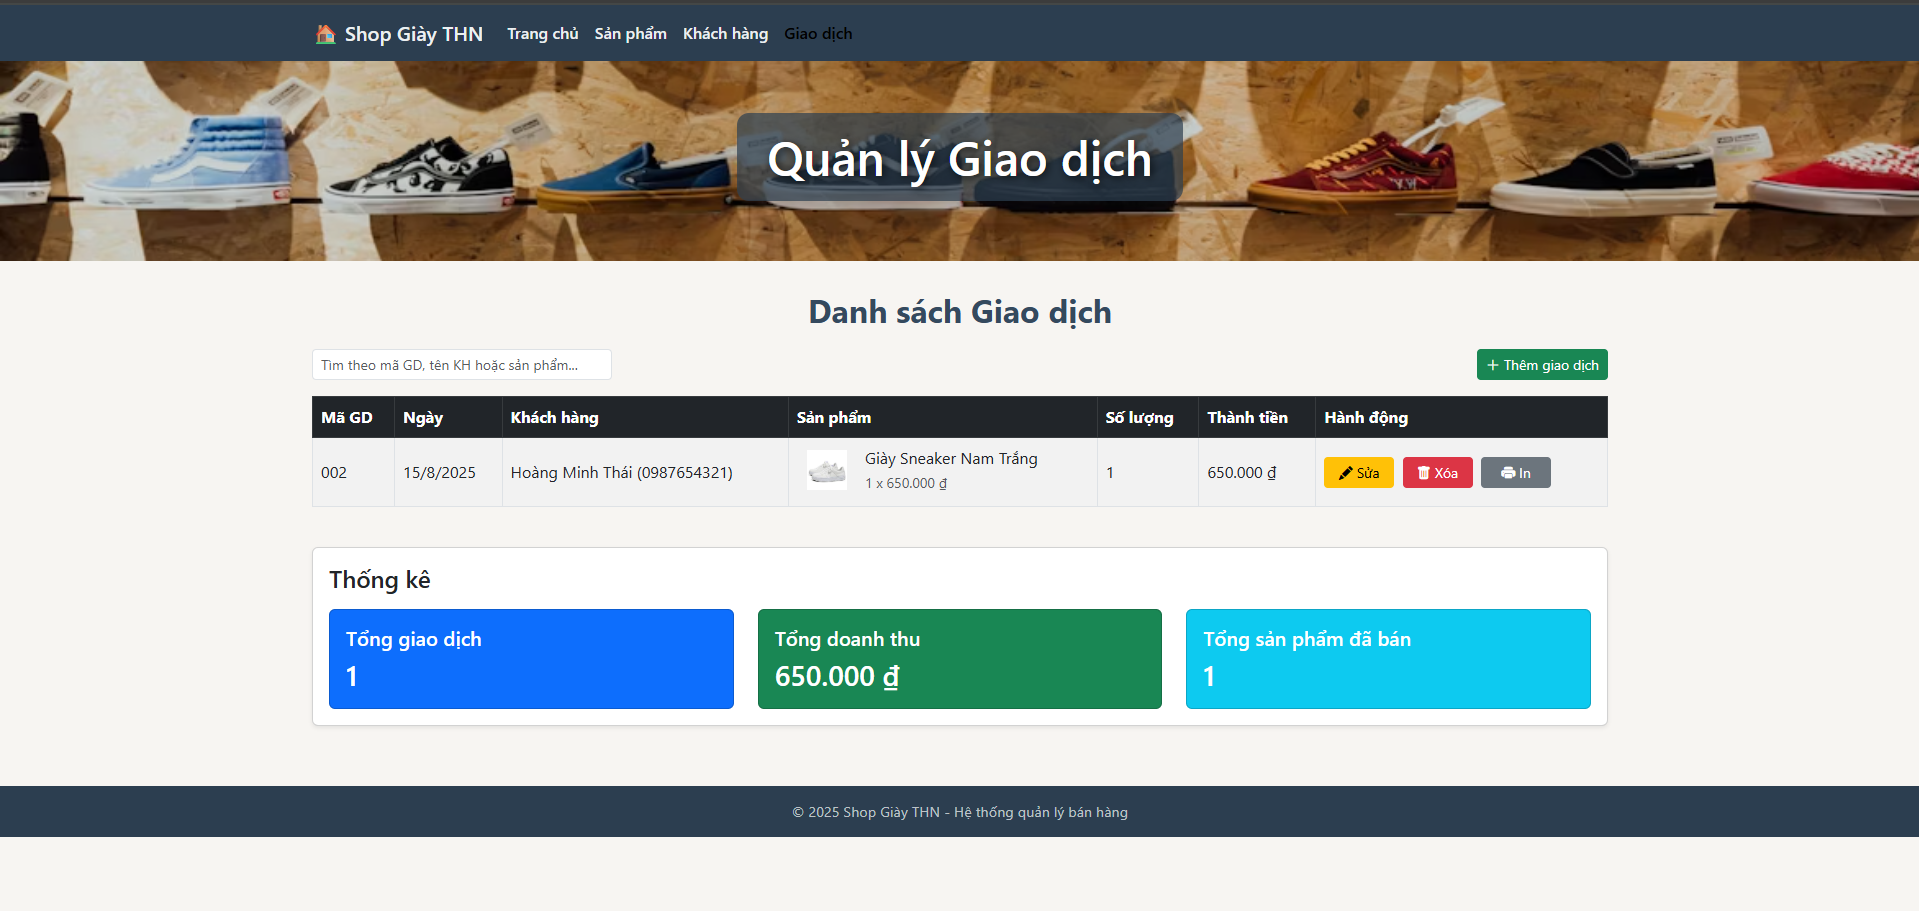 Shop Giày THN Trang chủ Sản phẩm Khách hàng Giao dịch
Quản lý Giao dịch
Danh sách Giao dịch
Tìm theo mã GD, tên KH hoặc sản phẩm...
+ Thêm giao dịch
Mã GD Ngày Khách hàng Sản phẩm Số lượng Thành tiền Hành động
002 15/8/2025 Hoàng Minh Thái (0987654321) Giày Sneaker Nam Trắng 1 650.000 ₫ Sửa Xóa In
1 x 650.000 ₫
Thống kê
Tổng giao dịch
1
Tổng doanh thu
650.000 ₫
Tổng sản phẩm đã bán
1
© 2025 Shop Giày THN - Hệ thống quản lý bán hàng